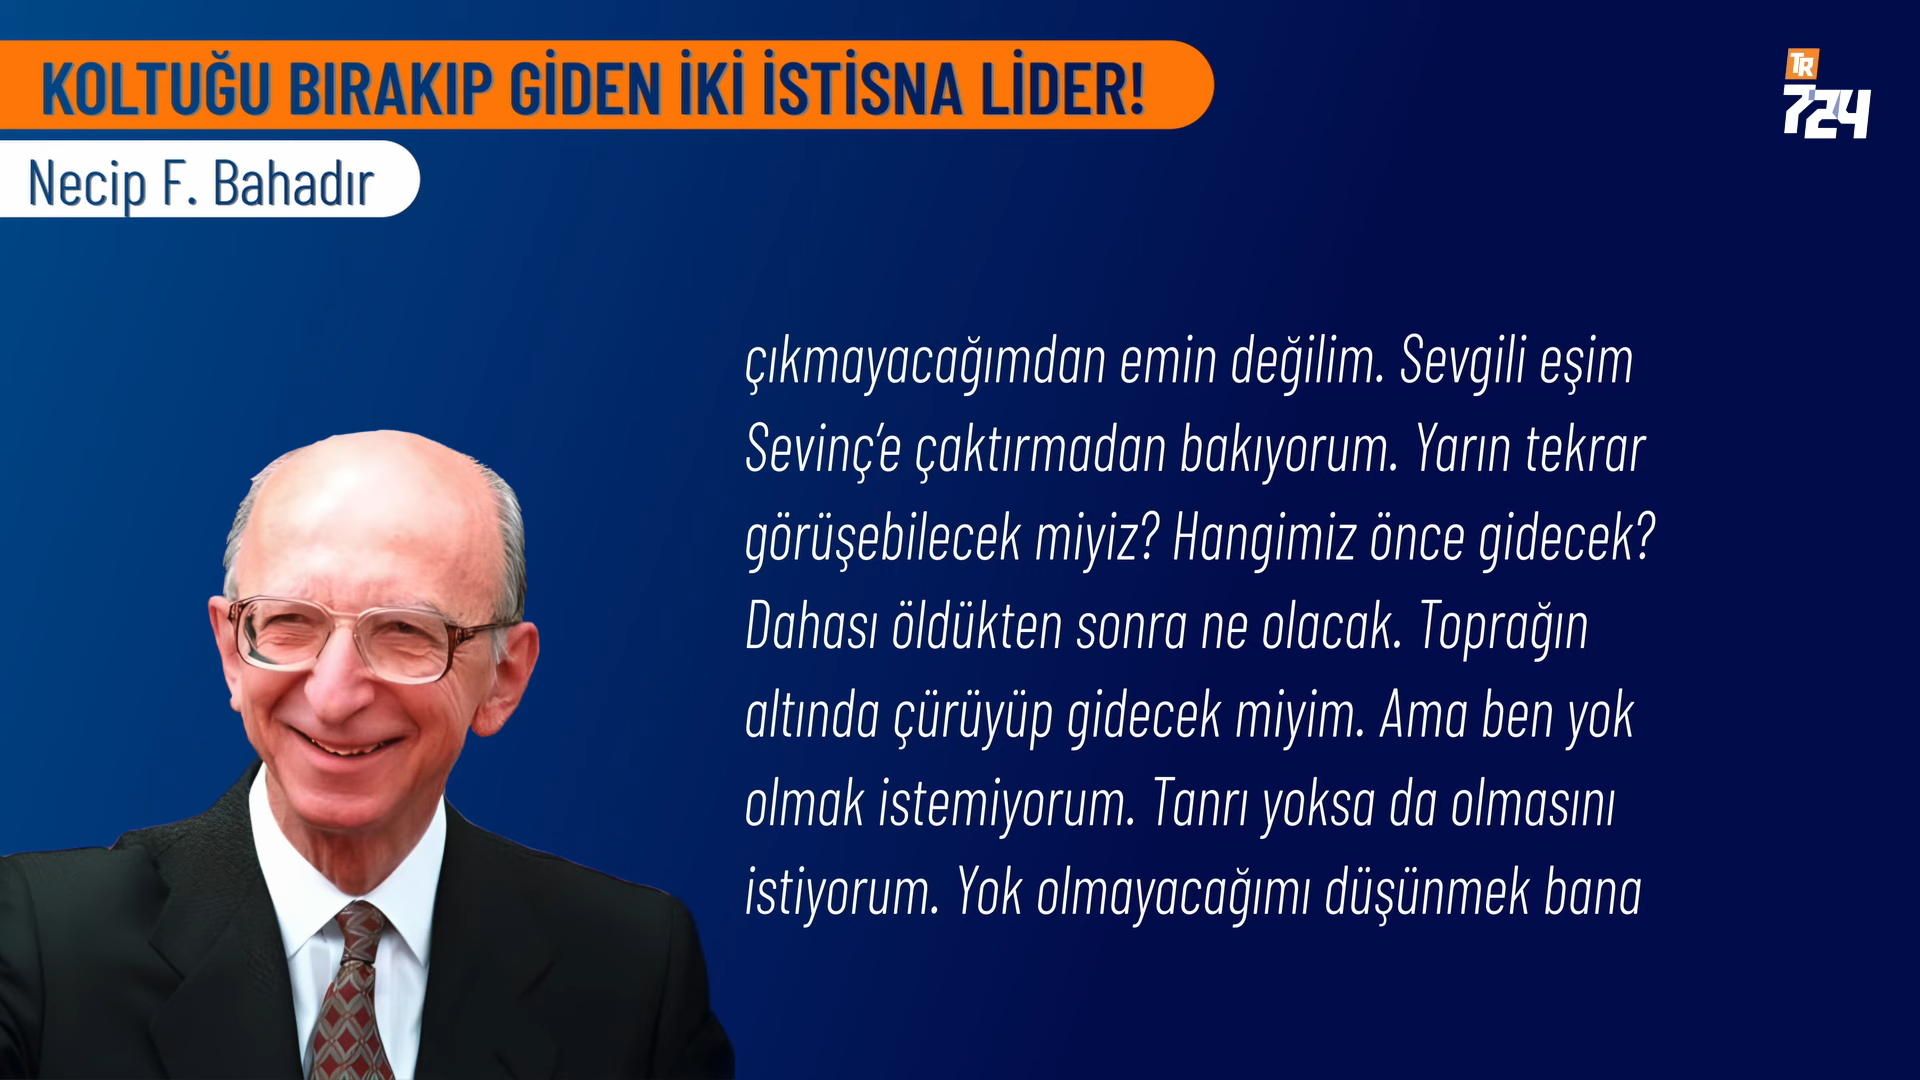 KOLTUĞU BIRAKIP GİDEN İKİ İSTİSNA LİDER!
TR
724
Necip F. Bahadır
çıkmayacağımdan emin değilim. Sevgili eşim
Sevinç’e çaktırmadan bakıyorum. Yarın tekrar
görüşebilecek miyiz? Hangimiz önce gidecek?
Dahası öldükten sonra ne olacak. Toprağın
altında çürüyüp gidecek miyim. Ama ben yok
olmak istemiyorum. Tanrı yoksa da olmasını
istiyorum. Yok olmayacağımı düşünmek bana